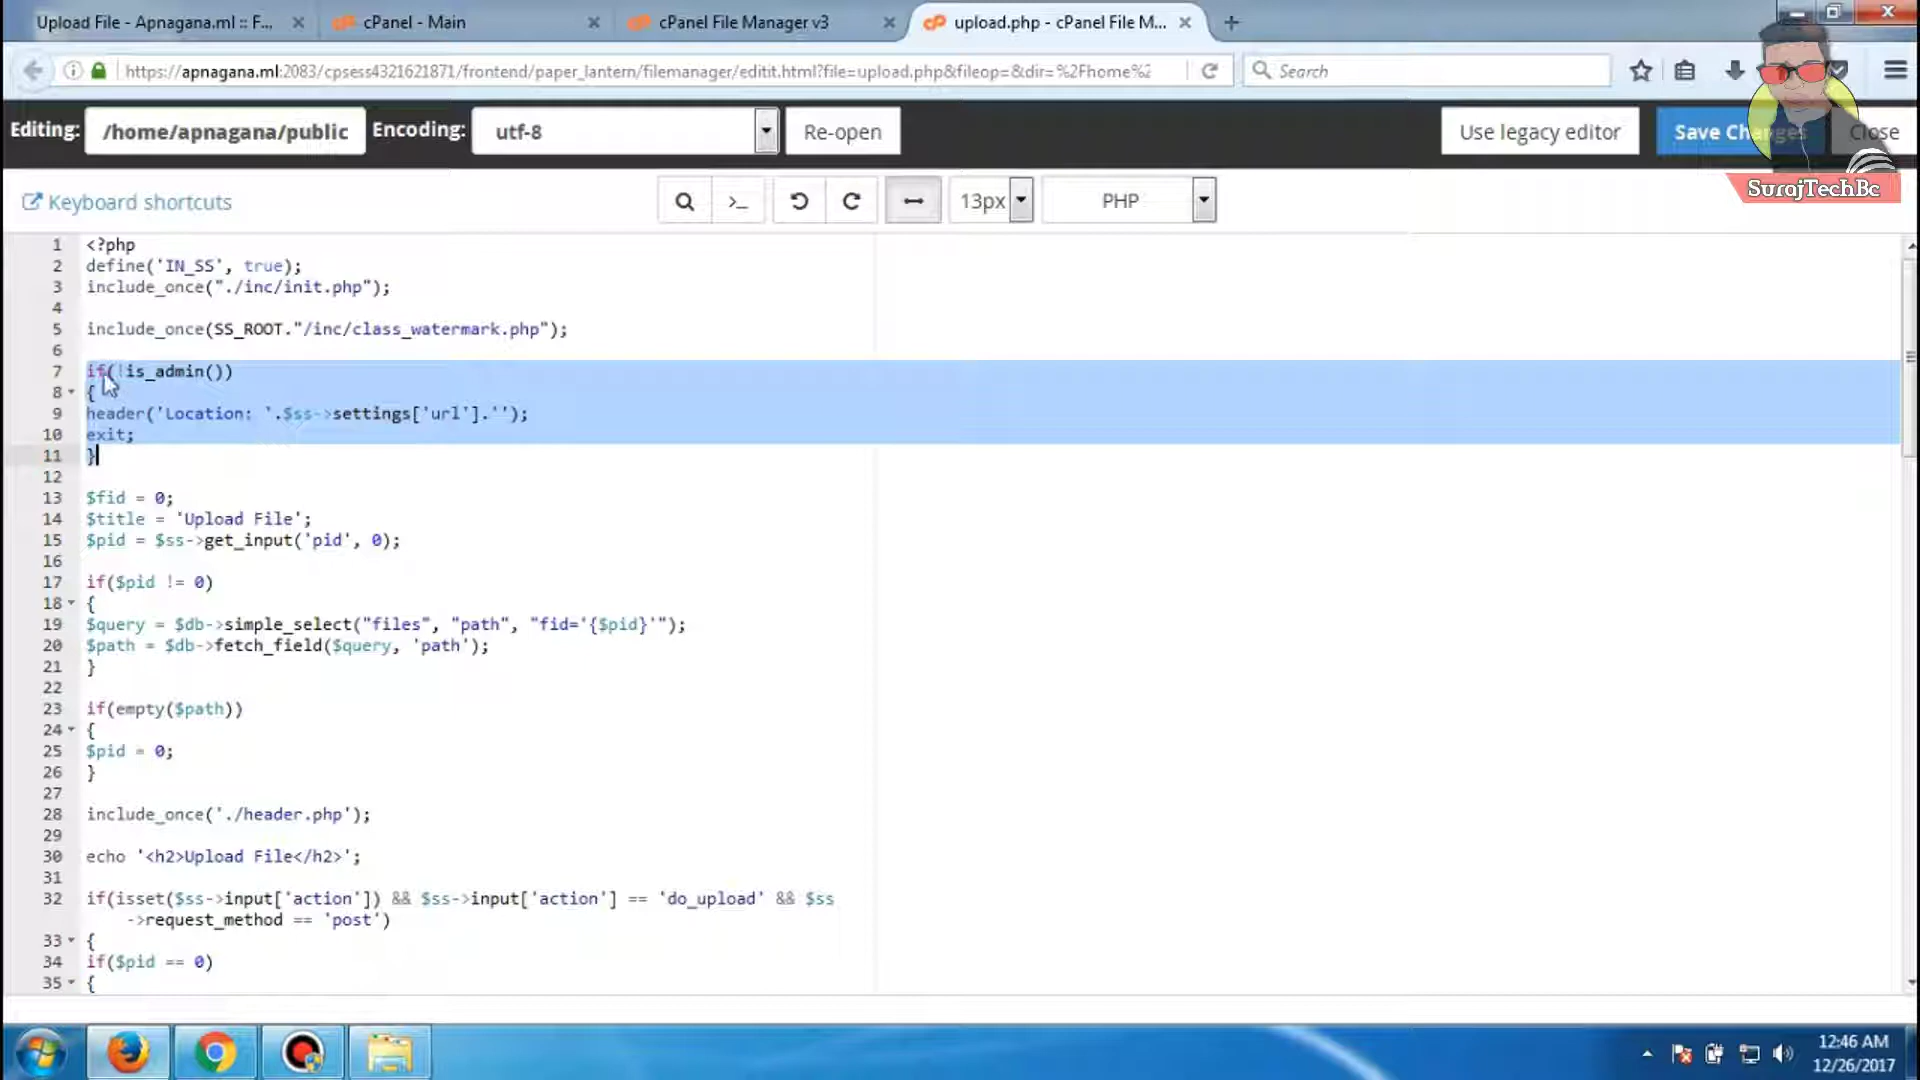 Upload File - Apnagana.ml :: F...
cPanel - Main
cPanel File Manager v3
upload.php - cPanel File M...
https://apnagana.ml:2083/cpsess4321621871/frontend/paper_lantern/filemanager/editit.html?file=upload.php&fileop=&dir=%2Fhome%2
Search
Editing:
/home/apnagana/public
Encoding:
utf-8
Re-open
Use legacy editor
Save Changes
Close
SurojTechBc
Keyboard shortcuts
13px
PHP
1 <?php
2 define('IN_SS', true);
3 include_once("./inc/init.php");
4
5 include_once(SS_ROOT."/inc/class_watermark.php");
6
7 if(!is_admin())
8 {
9 header('Location: '.$ss->settings['url'].'');
10 exit;
11 }
12
13 $fid = 0;
14 $title = 'Upload File';
15 $pid = $ss->get_input('pid', 0);
16
17 if($pid != 0)
18 {
19 $query = $db->simple_select("files", "path", "fid='{$pid}'");
20 $path = $db->fetch_field($query, 'path');
21 }
22
23 if(empty($path))
24 {
25 $pid = 0;
26 }
27
28 include_once('./header.php');
29
30 echo '<h2>Upload File</h2>';
31
32 if(isset($ss->input['action']) && $ss->input['action'] == 'do_upload' && $ss
->request_method == 'post')
33 {
34 if($pid == 0)
35 {
12:46 AM
12/26/2017